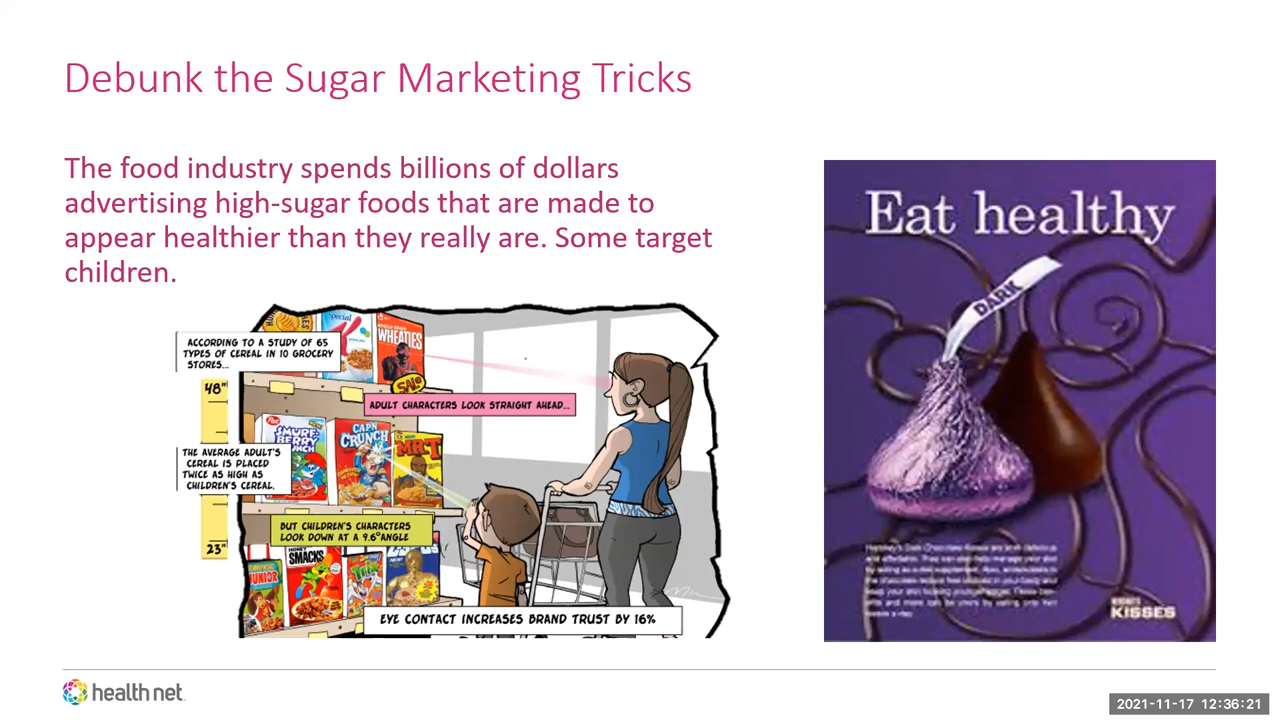 Debunk the Sugar Marketing Tricks
The food industry spends billions of dollars
advertising high-sugar foods that are made to
appear healthier than they really are. Some target
children.
ACCORDING TO A STUDY OF 65
TYPES OF CEREAL IN 10 GROCERY
STORES...
Special
K
WHOLE GRAIN
WHEATIES
SALE
48"
ADULT CHARACTERS LOOK STRAIGHT AHEAD...
Post
SMURF-
BERRY
CAP'N
CRUNCH
MR.T
THE AVERAGE ADULT'S
CEREAL IS PLACED
TWICE AS HIGH AS
CHILDREN'S CEREAL.
BUT CHILDREN'S CHARACTERS
LOOK DOWN AT A 9.6° ANGLE
23"
HONEY
SMACKS
Trix
JUNIOR
EYE CONTACT INCREASES BRAND TRUST BY 16%
Eat healthy
DARK
HERSHEY'S
KISSES
health net
2021-11-17 12:36:21